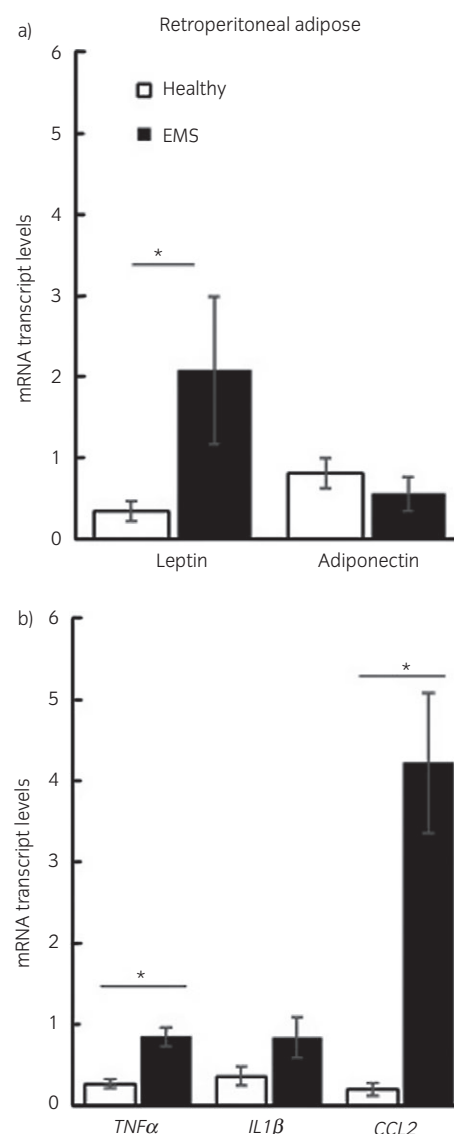 a)
Retroperitoneal adipose
6
5
4
3
2
1
0
mRNA transcript levels
Healthy
EMS
*
Leptin Adiponectin
b)
6
5
4
3
2
1
0
mRNA transcript levels
*
*
TNFα IL1β CCL2